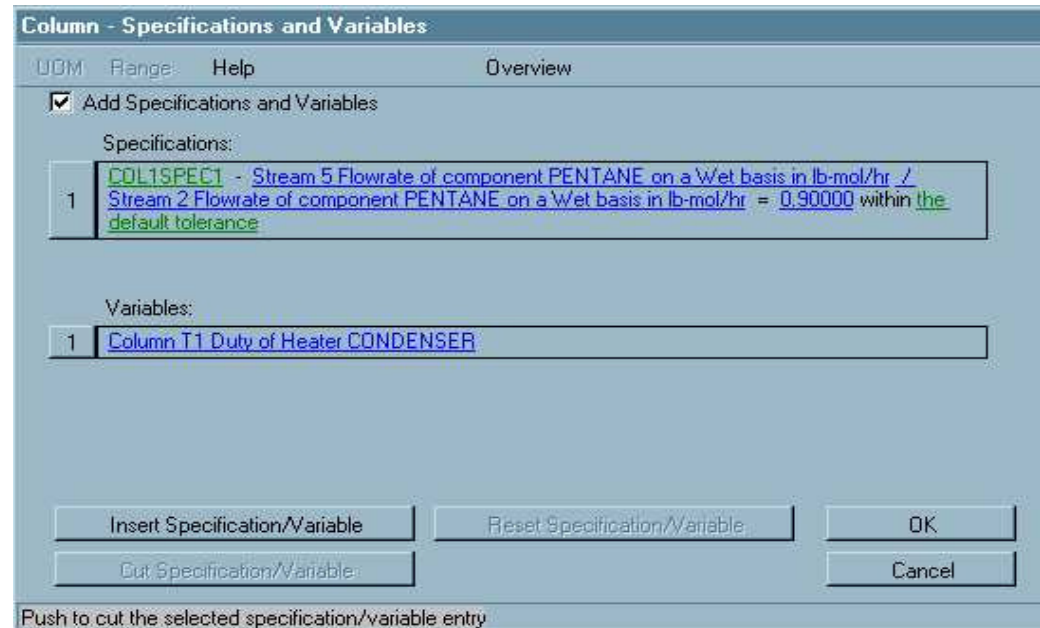 Column - Specifications and Variables
UOM Range Help Overview
Add Specifications and Variables
Specifications:
1
COL1SPEC1 - Stream 5 Flowrate of component PENTANE on a Wet basis in lb-mol/hr /
Stream 2 Flowrate of component PENTANE on a Wet basis in lb-mol/hr = 0.90000 within the
default tolerance
Variables:
1 Column T1 Duty of Heater CONDENSER
Insert Specification/Variable Reset Specification/Variable OK
Cut Specification/Variable Cancel
Push to cut the selected specification/variable entry